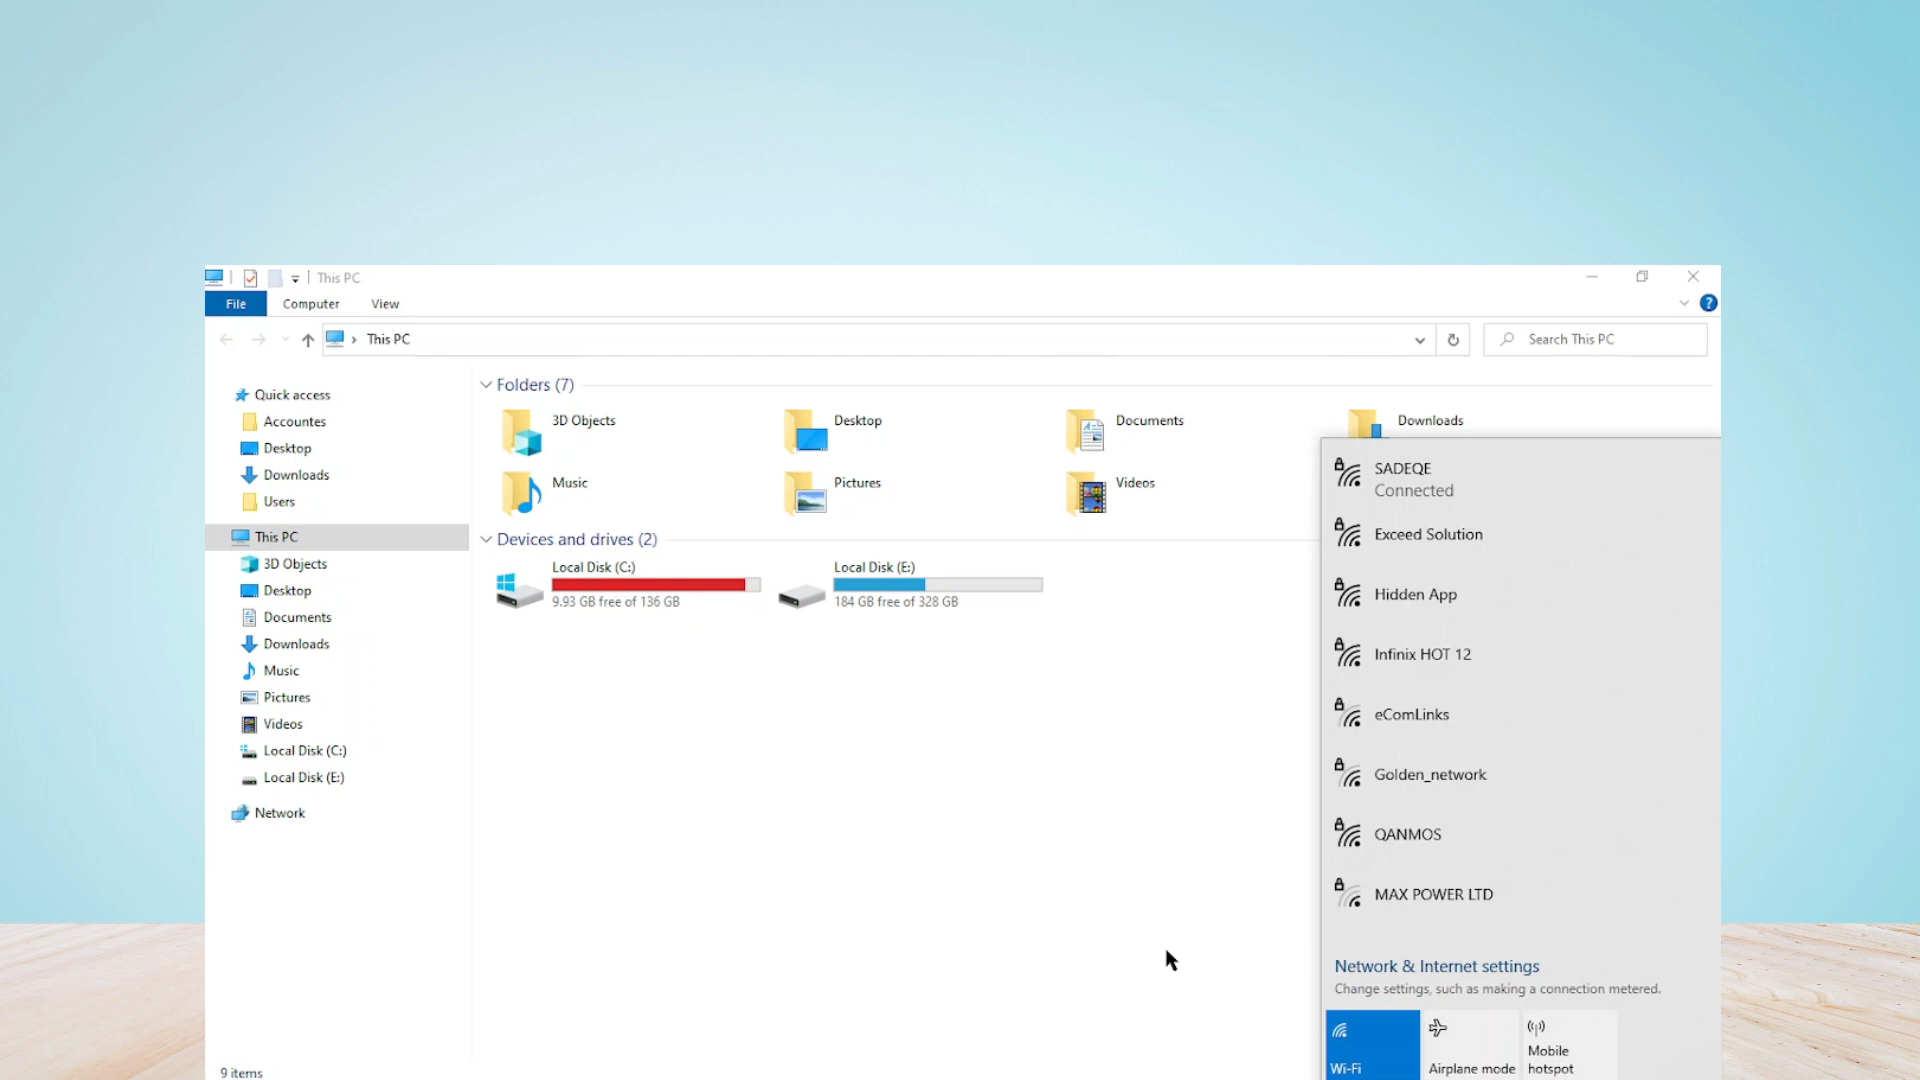 This PC
File
Computer
View
This PC
Search This PC
Quick access
Accountes
Desktop
Downloads
Users
This PC
3D Objects
Desktop
Documents
Downloads
Music
Pictures
Videos
Local Disk (C:)
Local Disk (E:)
Network
9 items
Folders (7)
3D Objects
Desktop
Documents
Downloads
Music
Pictures
Videos
Devices and drives (2)
Local Disk (C:)
9.93 GB free of 136 GB
Local Disk (E:)
184 GB free of 328 GB
SADEQE
Connected
Exceed Solution
Hidden App
Infinix HOT 12
eComLinks
Golden_network
QANMOS
MAX POWER LTD
Network & Internet settings
Change settings, such as making a connection metered.
Wi-Fi
Airplane mode
Mobile
hotspot